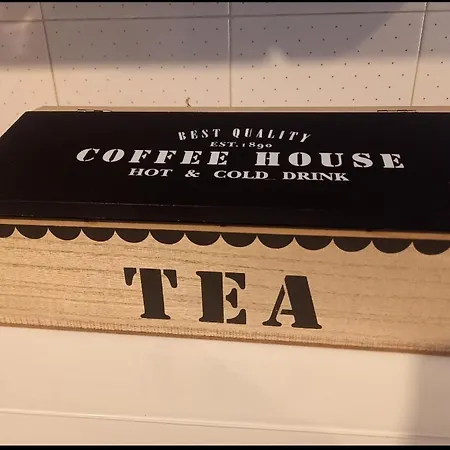 BEST QUALITY
EST. 1890
COFFEE HOUSE
HOT & COLD DRINK
TEA